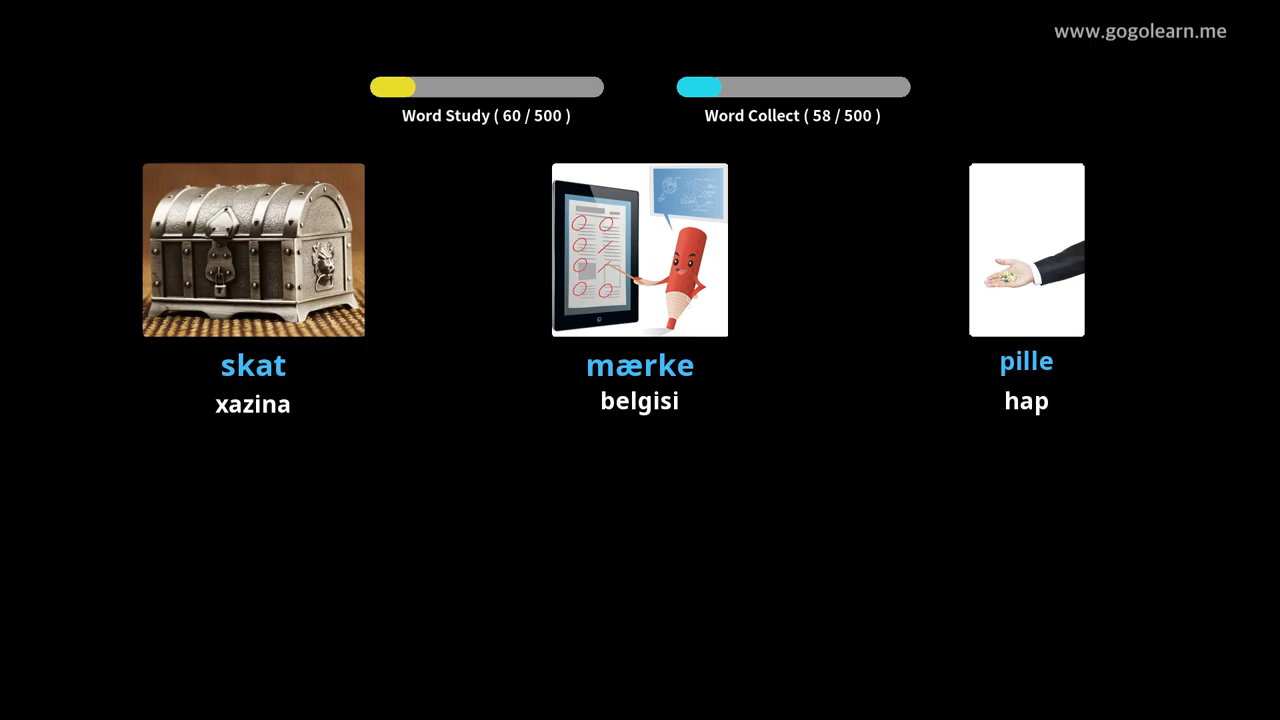 www.gogolearn.me
Word Study ( 60 / 500 )
Word Collect ( 58 / 500 )
skat
xazina
mærke
belgisi
pille
hap